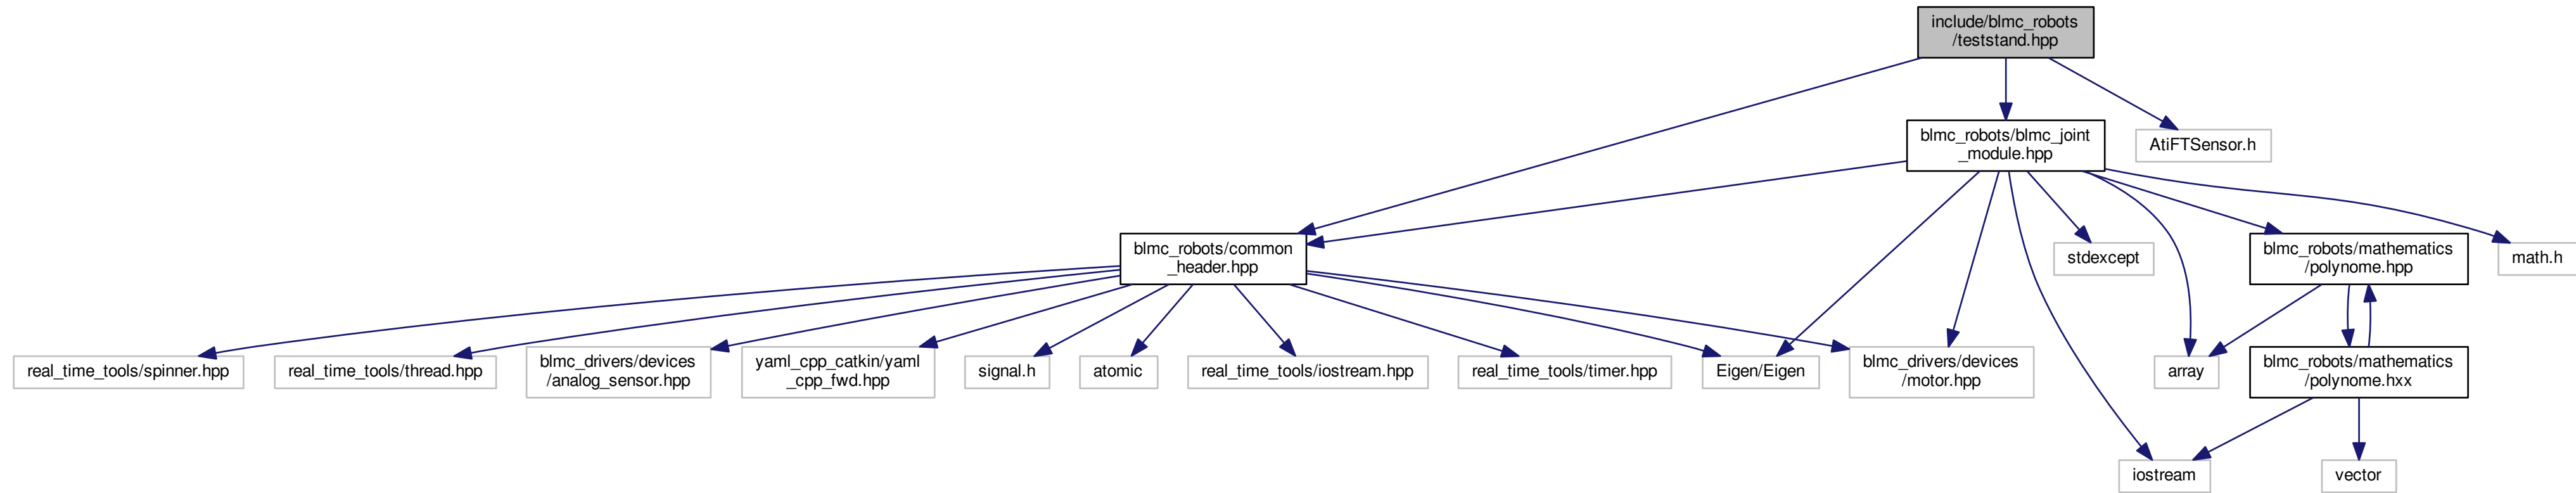 include/blmc_robots
/teststand.hpp
blmc_robots/blmc_joint
_module.hpp
AtiFTSensor.h
blmc_robots/common
_header.hpp
stdexcept
blmc_robots/mathematics
/polynome.hpp
math.h
real_time_tools/spinner.hpp
real_time_tools/thread.hpp
blmc_drivers/devices
/analog_sensor.hpp
yaml_cpp_catkin/yaml
_cpp_fwd.hpp
signal.h
atomic
real_time_tools/iostream.hpp
real_time_tools/timer.hpp
Eigen/Eigen
blmc_drivers/devices
/motor.hpp
array
blmc_robots/mathematics
/polynome.hxx
iostream
vector